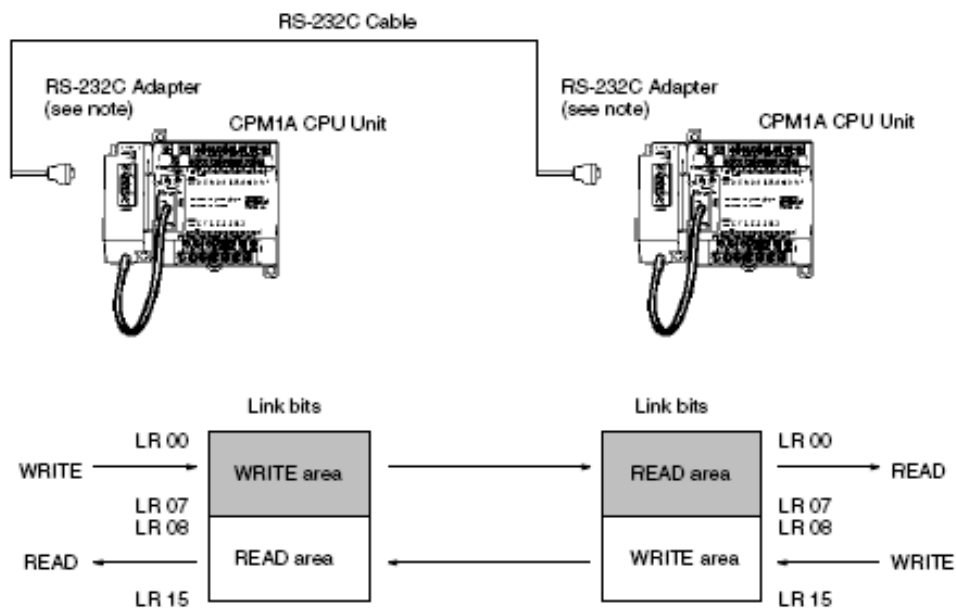 RS-232C Cable
RS-232C Adapter
(see note)
CPM1A CPU Unit
RS-232C Adapter
(see note)
CPM1A CPU Unit
Link bits
Link bits
LR 00
LR 00
WRITE
WRITE area
READ area
READ
LR 07
LR 07
LR 08
LR 08
READ
READ area
WRITE area
WRITE
LR 15
LR 15